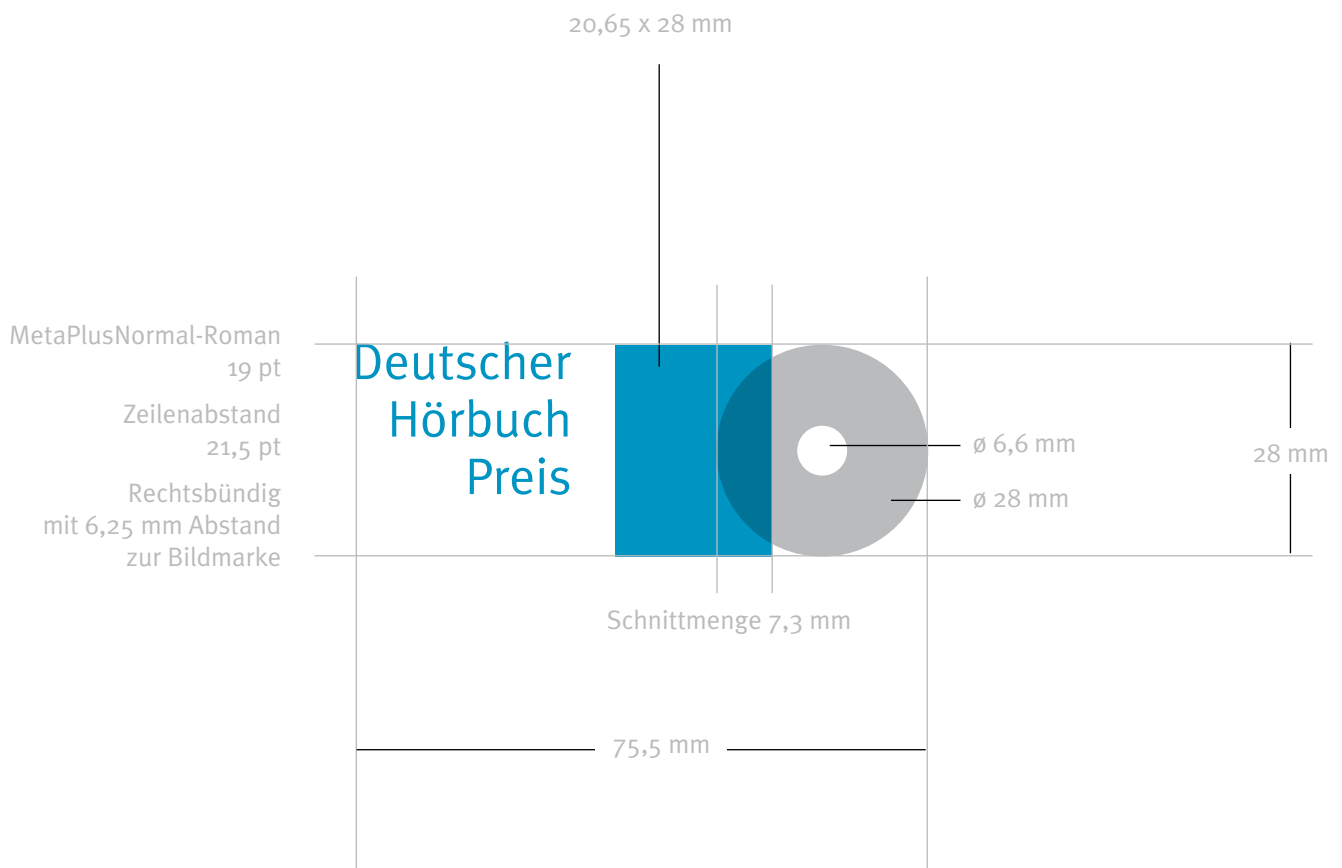 20,65 x 28 mm
MetaPlusNormal-Roman
19 pt
Zeilenabstand
21,5 pt
Rechtsbündig
mit 6,25 mm Abstand
zur Bildmarke
Deutscher
Hörbuch
Preis
ø 6,6 mm
ø 28 mm
28 mm
Schnittmenge 7,3 mm
75,5 mm